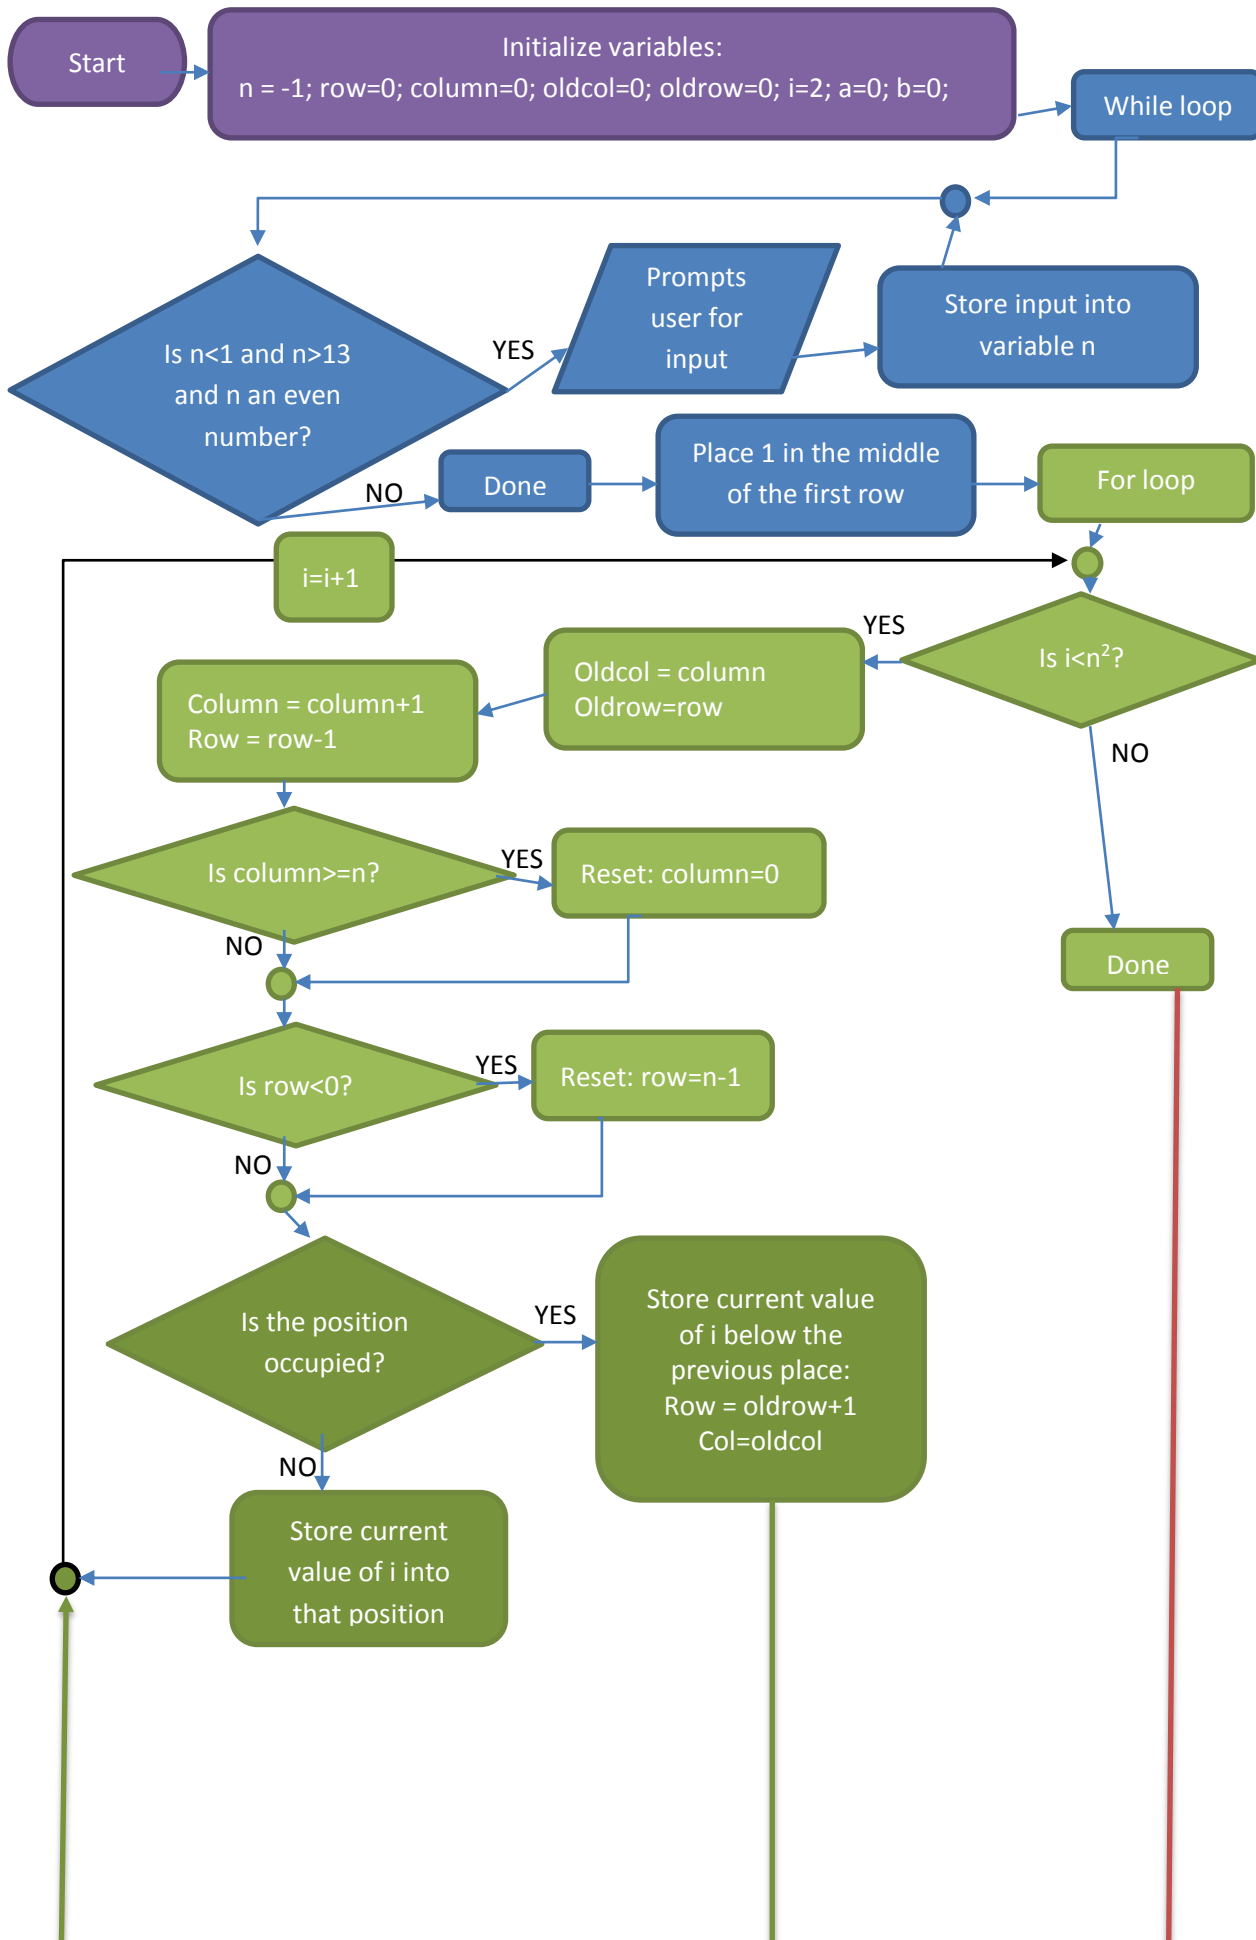 Start
Initialize variables:
n = -1; row=0; column=0; oldcol=0; oldrow=0; i=2; a=0; b=0;
While loop
Is n<1 and n>13
and n an even
number?
YES
Prompts
user for
input
Store input into
variable n
NO
Done
Place 1 in the middle
of the first row
For loop
i=i+1
Is i<n²?
YES
Oldcol = column
Oldrow=row
Column = column+1
Row = row-1
NO
Is column>=n?
YES
Reset: column=0
NO
Done
Is row<0?
YES
Reset: row=n-1
NO
Is the position
occupied?
YES
Store current value
of i below the
previous place:
Row = oldrow+1
Col=oldcol
NO
Store current
value of i into
that position